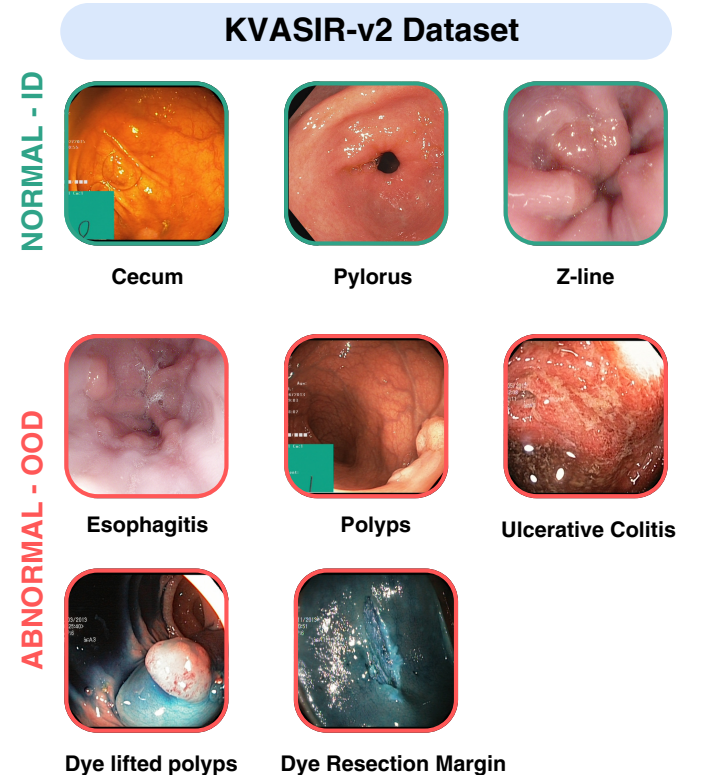 KVASIR-v2 Dataset
NORMAL - ID
Cecum
Pylorus
Z-line
ABNORMAL - OOD
Esophagitis
Polyps
Ulcerative Colitis
Dye lifted polyps
Dye Resection Margin